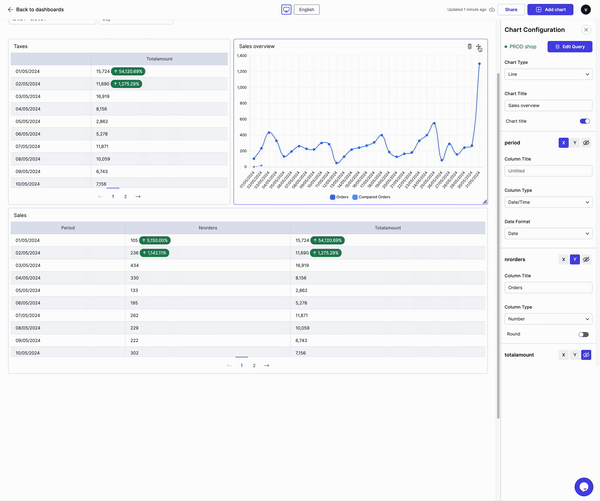 Back to dashboards
English
Updated 1 minute ago
Share
Add chart
V
Taxes
Totalamount
01/05/2024 15,724 ↑ 54,120.69%
02/05/2024 11,690 ↑ 1,275.29%
03/05/2024 16,919
04/05/2024 8,156
05/05/2024 2,862
06/05/2024 5,278
07/05/2024 11,871
08/05/2024 10,059
09/05/2024 6,743
10/05/2024 7,156
← 1 2 →
Sales overview
1,400
1,200
1,000
800
600
400
200
0
Orders Compared Orders
Sales
Period Nrorders Totalamount
01/05/2024 105 ↑ 5,150.00% 15,724 ↑ 54,120.69%
02/05/2024 236 ↑ 1,142.11% 11,690 ↑ 1,275.29%
03/05/2024 434 16,919
04/05/2024 330 8,156
05/05/2024 133 2,862
06/05/2024 195 5,278
07/05/2024 262 11,871
08/05/2024 229 10,059
09/05/2024 222 6,743
10/05/2024 302 7,156
← 1 2 →
Chart Configuration
PROD shop
Edit Query
Chart Type
Line
Chart Title
Sales overview
Chart title
period X Y
Column Title
Untitled
Column Type
Date/Time
Date Format
Date
nrorders X Y
Column Title
Orders
Column Type
Number
Round
totalamount X Y